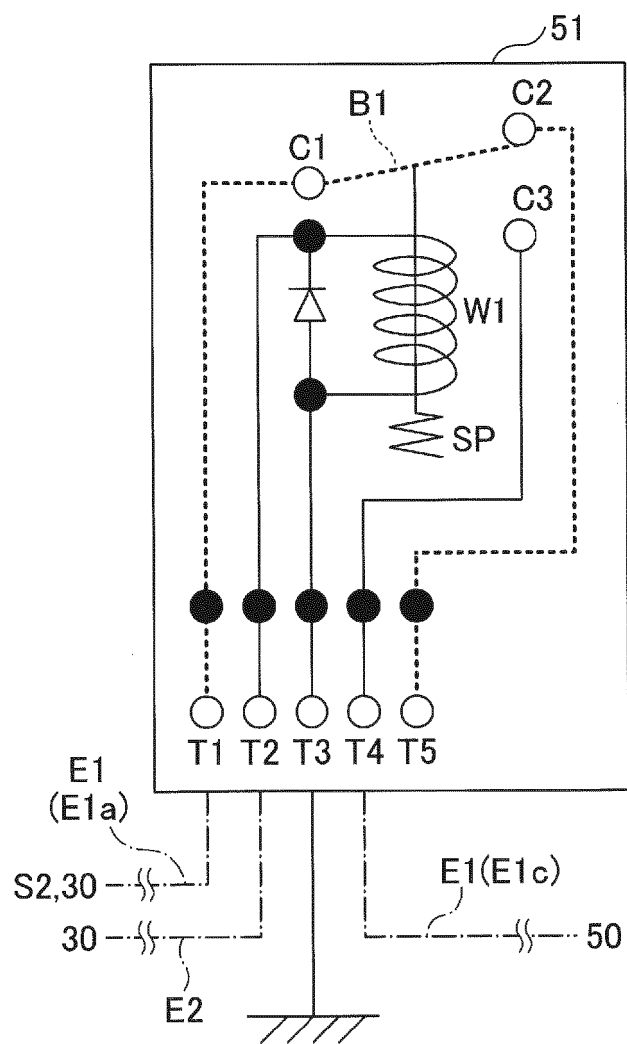 51
B1
C2
C1
C3
W1
SP
T1 T2 T3 T4 T5
E1
(E1a)
S2,30
E1(E1c)
30
50
E2